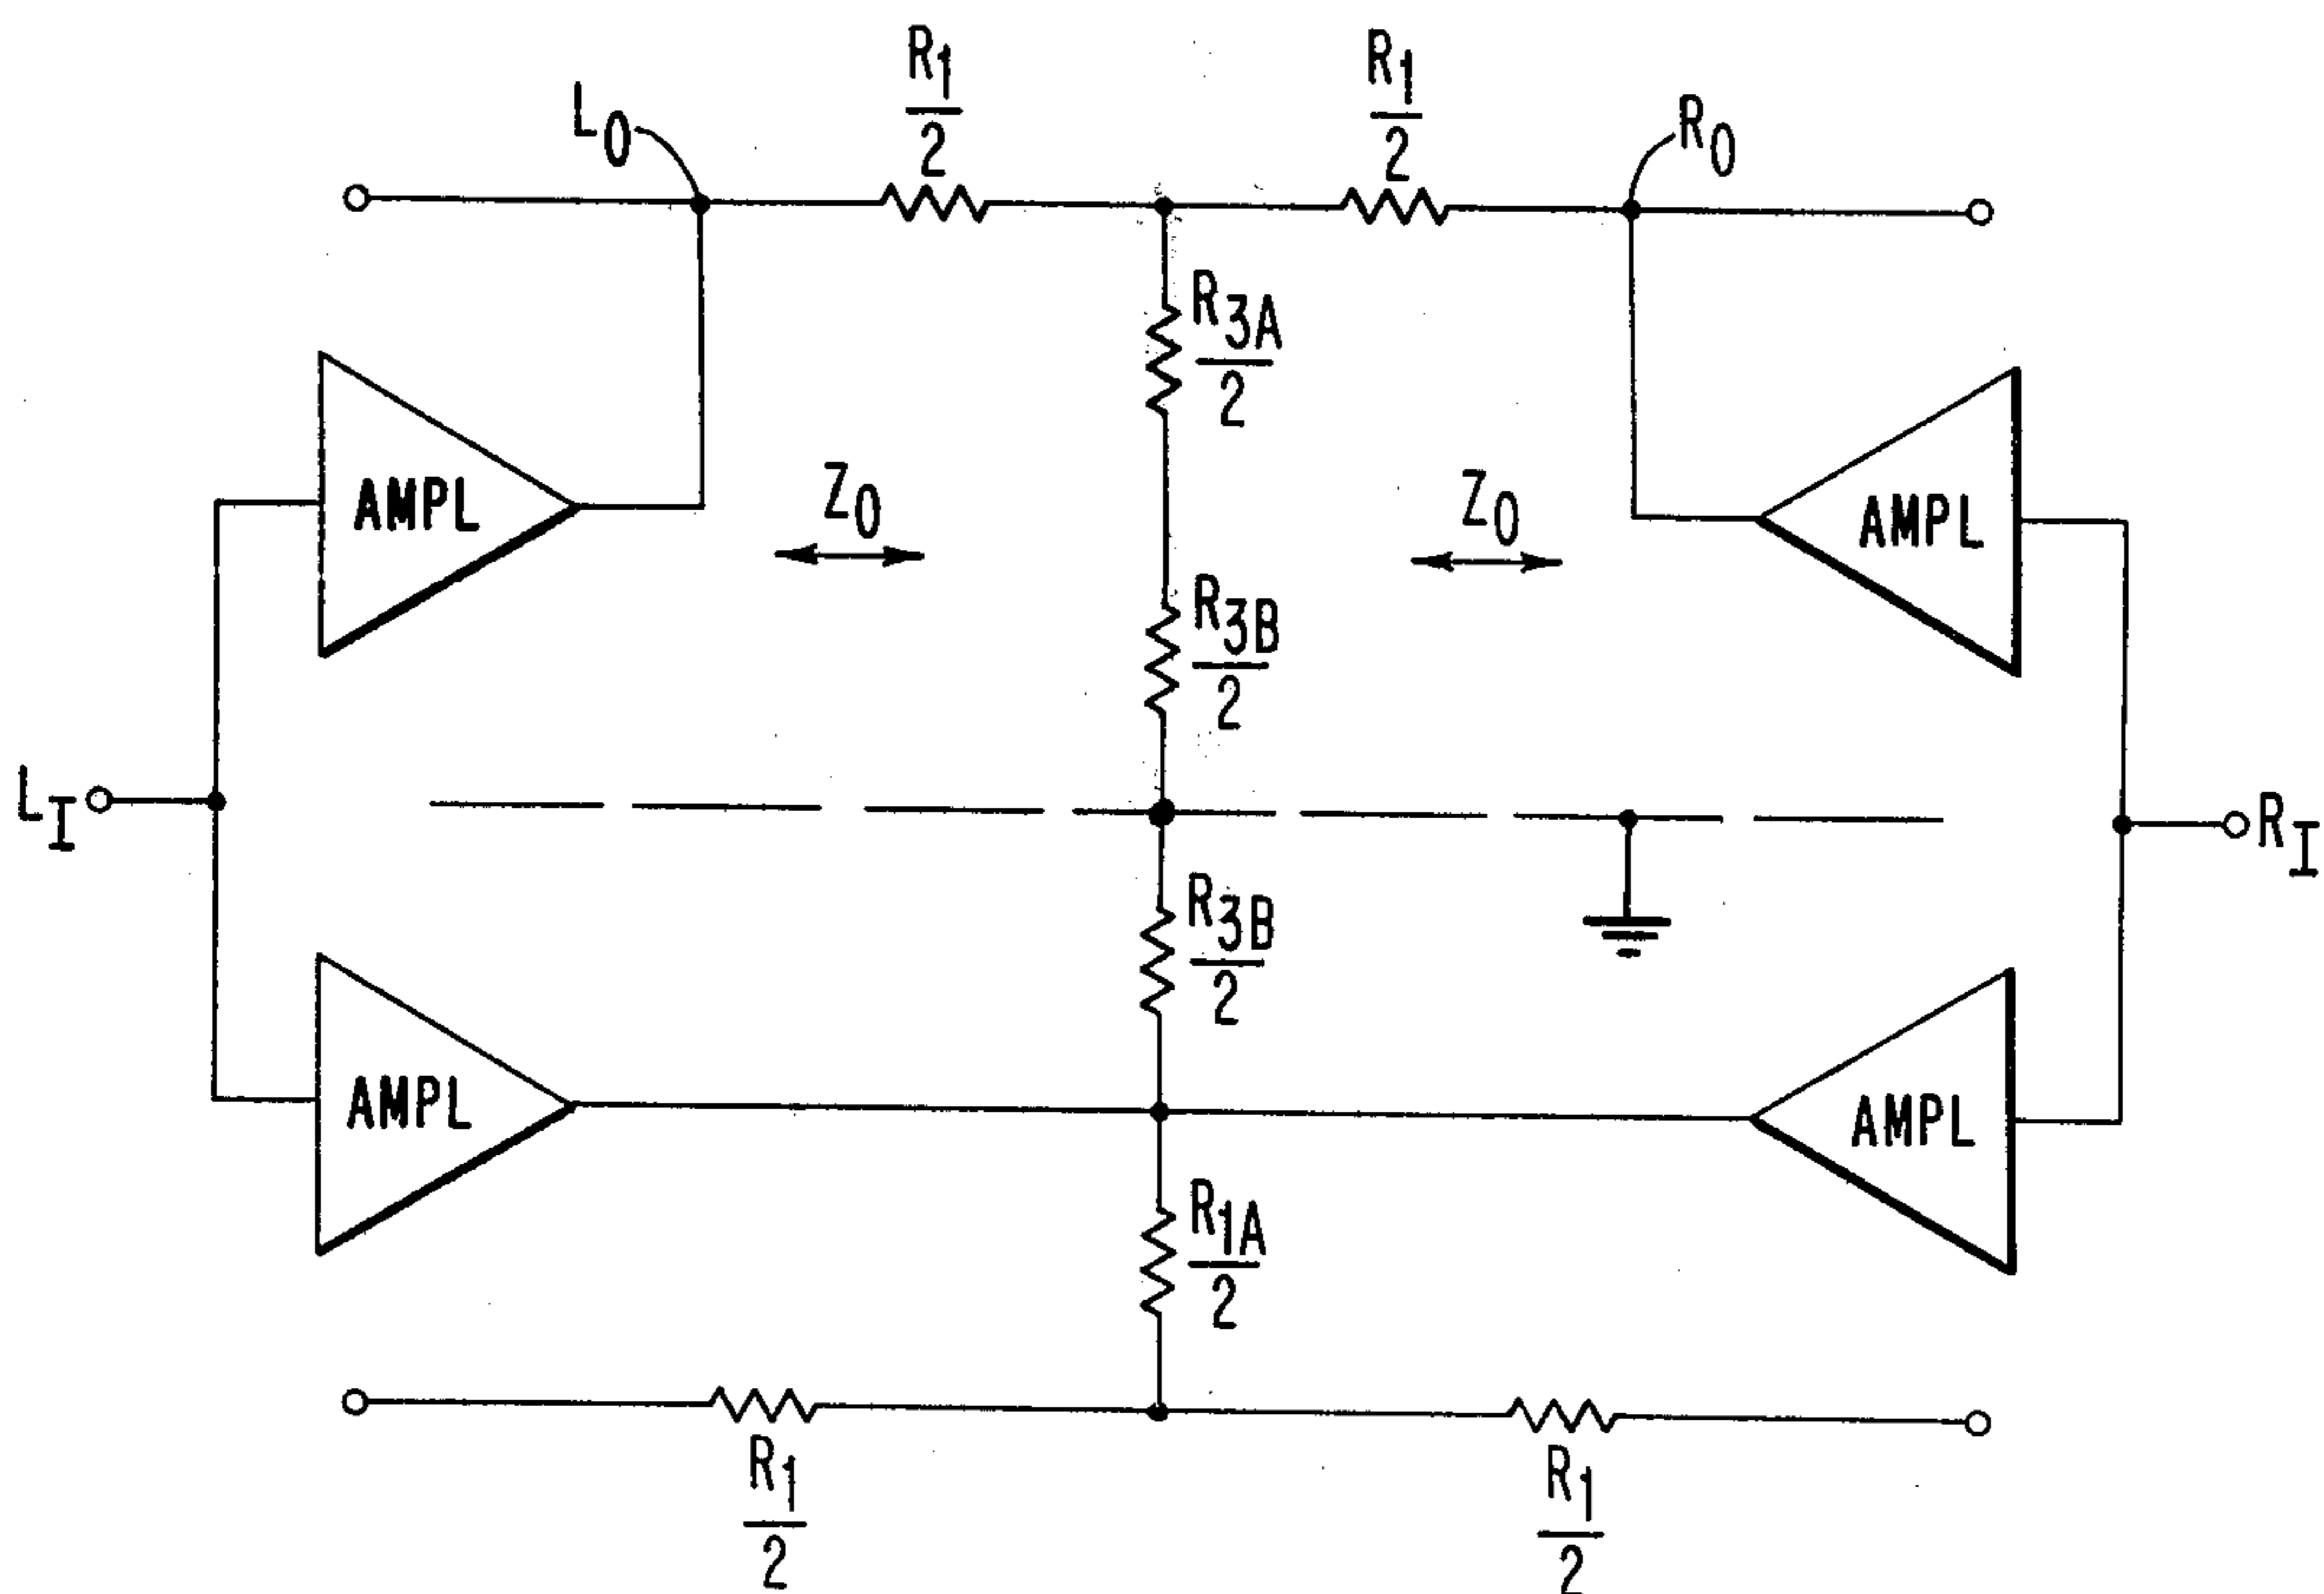 R1/2
R1/2
L0
R0
R3A/2
AMPL
Z0
Z0
AMPL
R3B/2
LI
RI
R3B/2
AMPL
AMPL
R1A/2
R1/2
R1/2